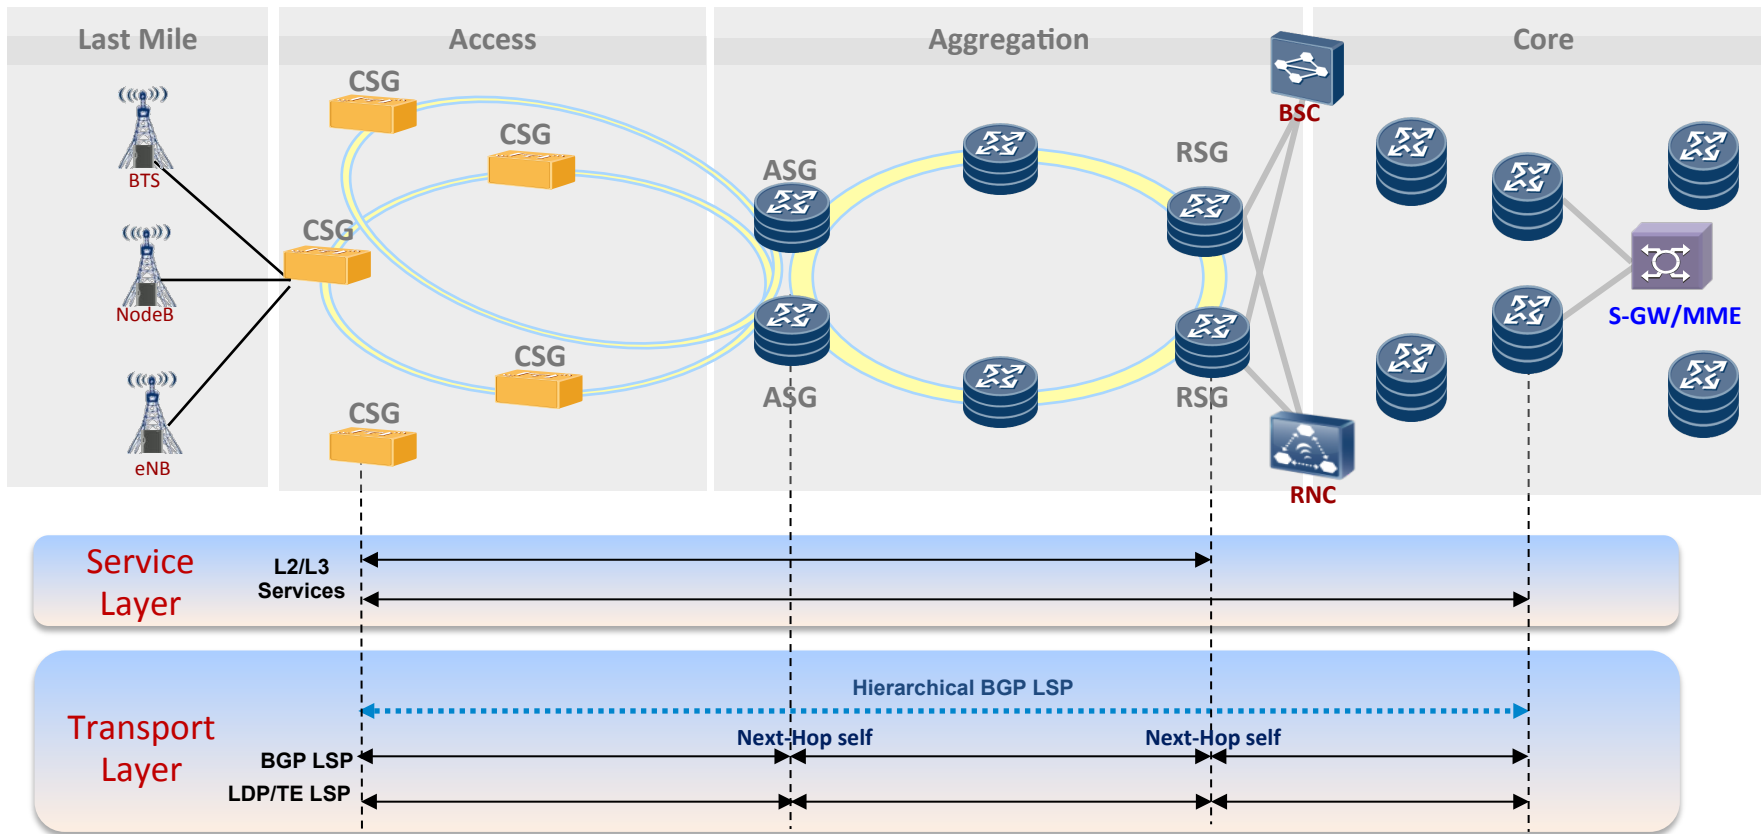 Last Mile
Access
Aggregation
Core
CSG
BSC
CSG
ASG
RSG
BTS
CSG
NodeB
S-GW/MME
CSG
ASG
RSG
CSG
eNB
RNC
Service
Layer
L2/L3
Services
Hierarchical BGP LSP
Transport
Layer
Next-Hop self
Next-Hop self
BGP LSP
LDP/TE LSP